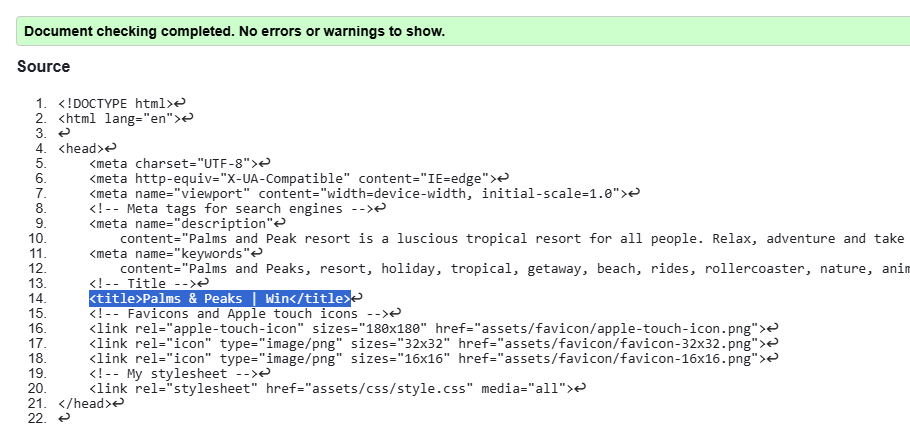 Document checking completed. No errors or warnings to show.
Source
1. <!DOCTYPE html>↩
2. <html lang="en">↩
3. ↩
4. <head>↩
5. <meta charset="UTF-8">↩
6. <meta http-equiv="X-UA-Compatible" content="IE=edge">↩
7. <meta name="viewport" content="width=device-width, initial-scale=1.0">↩
8. <!-- Meta tags for search engines -->↩
9. <meta name="description"↩
10. content="Palms and Peak resort is a luscious tropical resort for all people. Relax, adventure and take
11. <meta name="keywords"↩
12. content="Palms and Peaks, resort, holiday, tropical, getaway, beach, rides, rollercoaster, nature, anim
13. <!-- Title -->↩
14. <title>Palms & Peaks | Win</title>↩
15. <!-- Favicons and Apple touch icons -->↩
16. <link rel="apple-touch-icon" sizes="180x180" href="assets/favicon/apple-touch-icon.png">↩
17. <link rel="icon" type="image/png" sizes="32x32" href="assets/favicon/favicon-32x32.png">↩
18. <link rel="icon" type="image/png" sizes="16x16" href="assets/favicon/favicon-16x16.png">↩
19. <!-- My stylesheet -->↩
20. <link rel="stylesheet" href="assets/css/style.css" media="all">↩
21. </head>↩
22. ↩